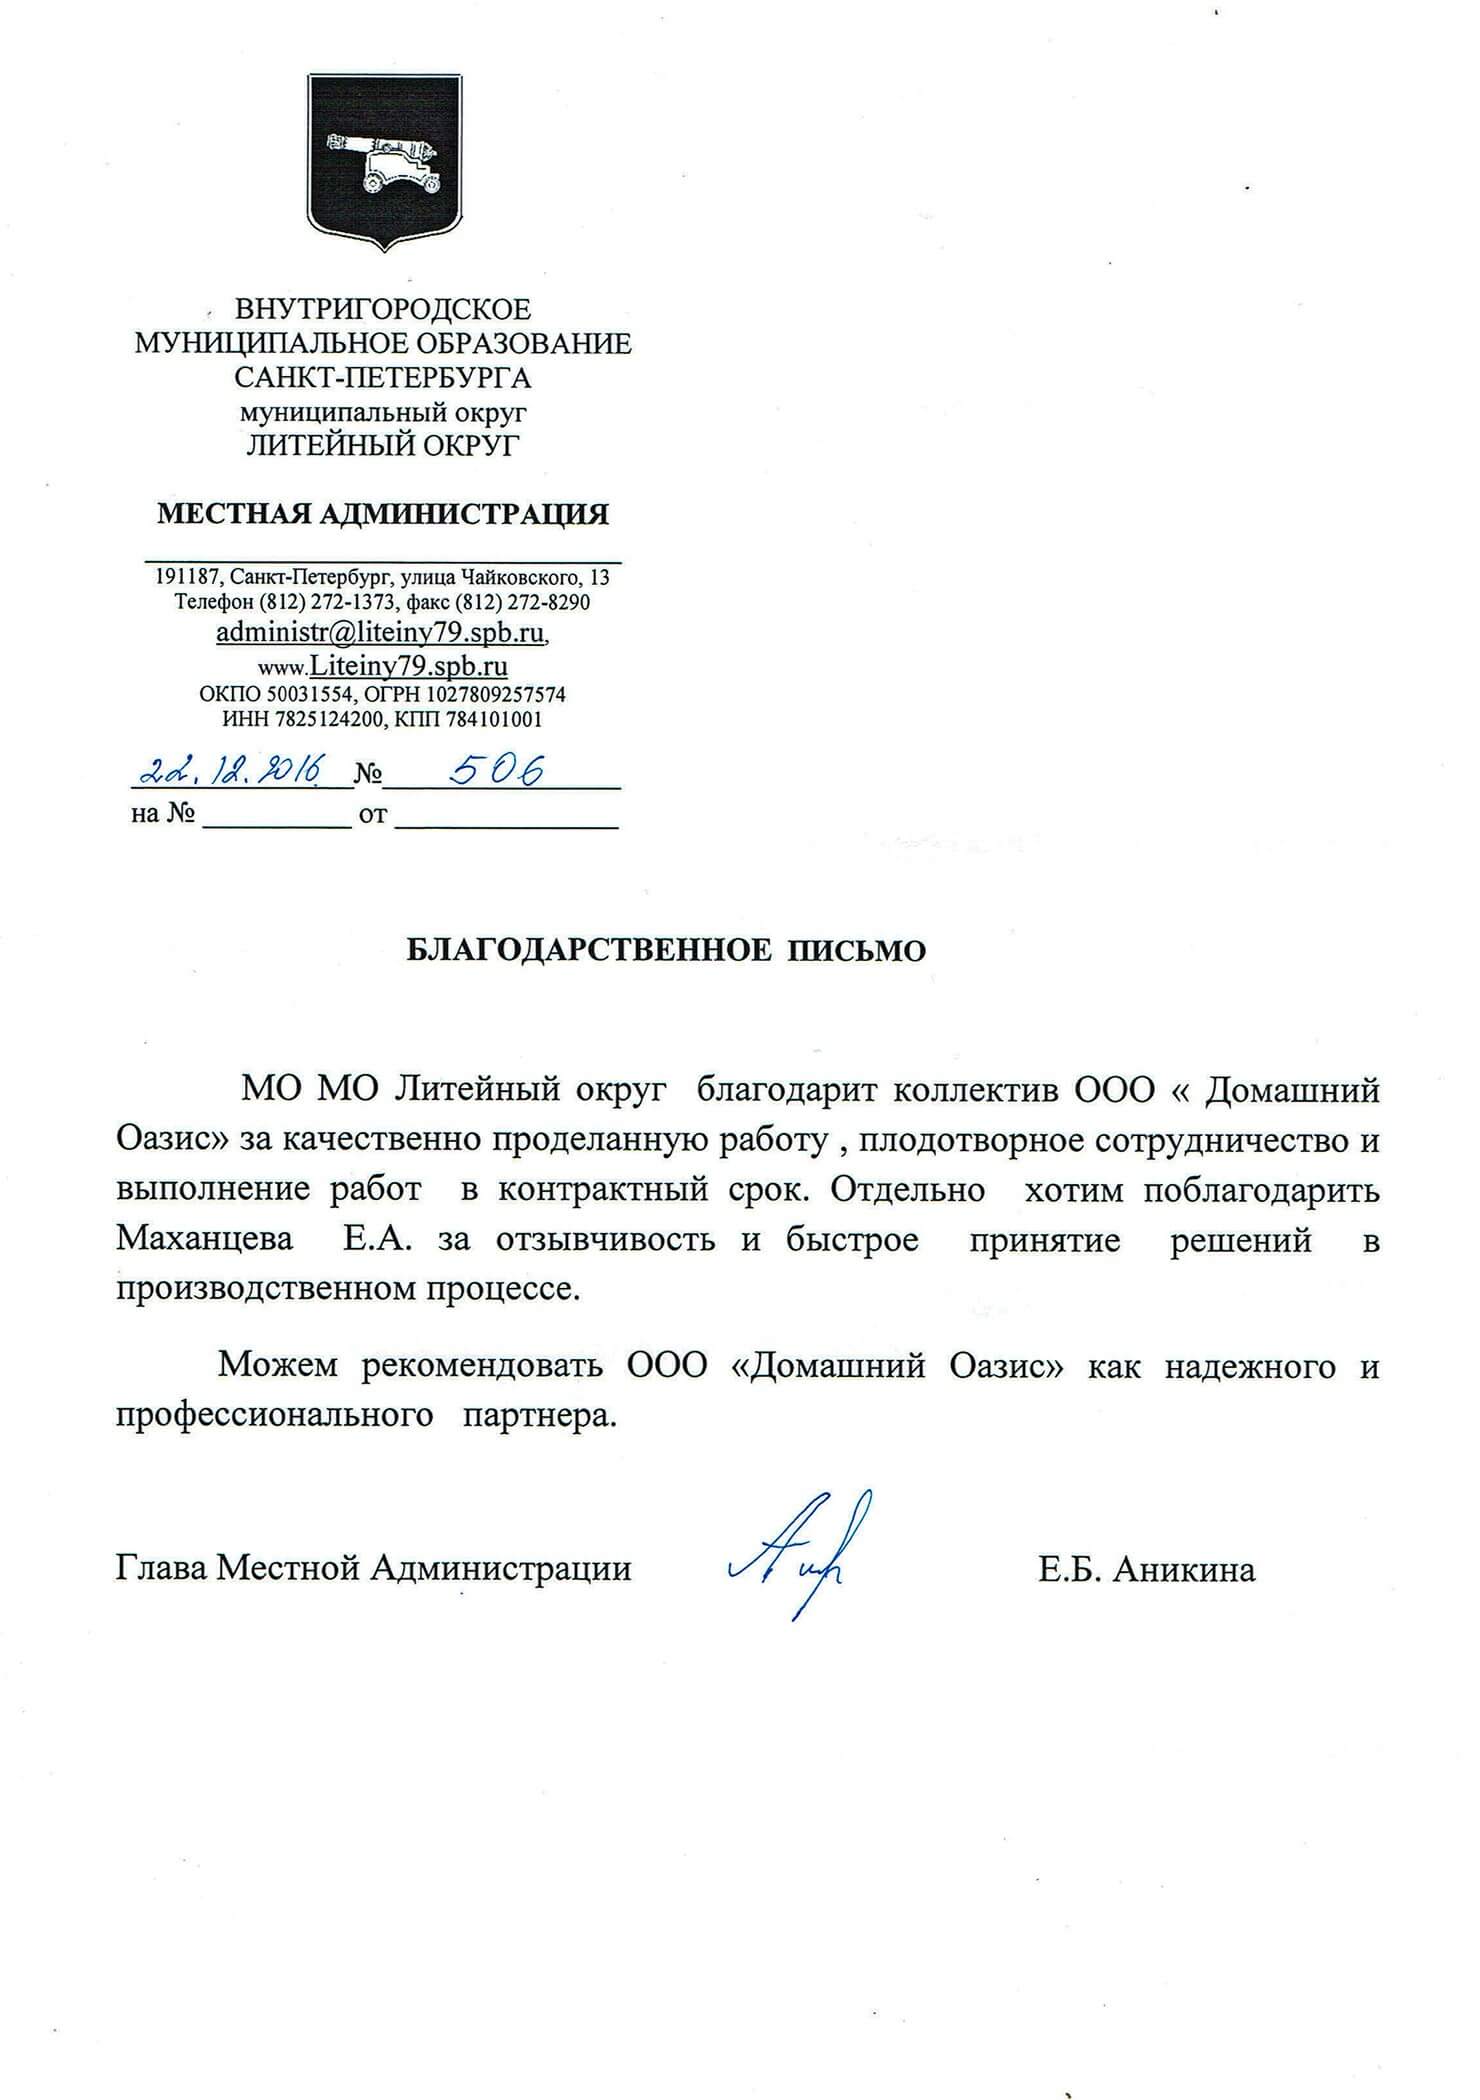 ВНУТРИГОРОДСКОЕ
МУНИЦИПАЛЬНОЕ ОБРАЗОВАНИЕ
САНКТ-ПЕТЕРБУРГА
муниципальный округ
ЛИТЕЙНЫЙ ОКРУГ
МЕСТНАЯ АДМИНИСТРАЦИЯ
191187, Санкт-Петербург, улица Чайковского, 13
Телефон (812) 272-1373, факс (812) 272-8290
administr@liteiny79.spb.ru,
www.Liteiny79.spb.ru
ОКПО 50031554, ОГРН 1027809257574
ИНН 7825124200, КПП 784101001
22.12.2016 № 506
на № __________ от _______________
БЛАГОДАРСТВЕННОЕ ПИСЬМО
МО МО Литейный округ благодарит коллектив ООО « Домашний
Оазис» за качественно проделанную работу , плодотворное сотрудничество и
выполнение работ в контрактный срок. Отдельно хотим поблагодарить
Маханцева Е.А. за отзывчивость и быстрое принятие решений в
производственном процессе.
Можем рекомендовать ООО «Домашний Оазис» как надежного и
профессионального партнера.
Глава Местной Администрации Е.Б. Аникина